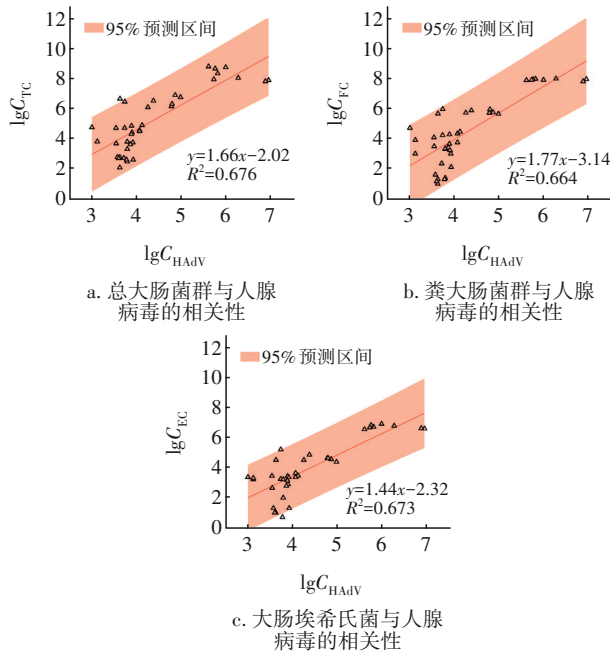 12
95% 预测区间
10
8
6
4
2
0
lgC_TC
y=1.66x−2.02
R²=0.676
3 4 5 6 7
lgC_HAdV
a. 总大肠菌群与人腺
病毒的相关性
12
95% 预测区间
10
8
6
4
2
0
lgC_FC
y=1.77x−3.14
R²=0.664
3 4 5 6 7
lgC_HAdV
b. 粪大肠菌群与人腺
病毒的相关性
12
95% 预测区间
10
8
6
4
2
0
lgC_EC
y=1.44x−2.32
R²=0.673
3 4 5 6 7
lgC_HAdV
c. 大肠埃希氏菌与人腺
病毒的相关性